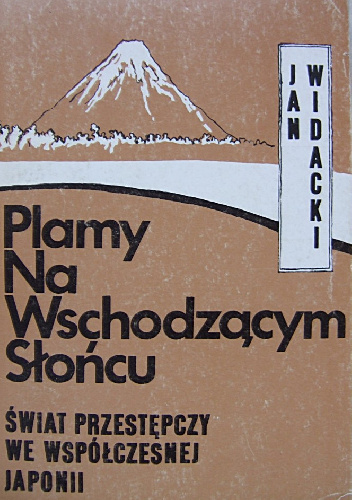 JAN
WIDACKI
Plamy
Na
Wschodzącym
Słońcu
ŚWIAT PRZESTĘPCZY
WE WSPÓŁCZESNEJ
JAPONII